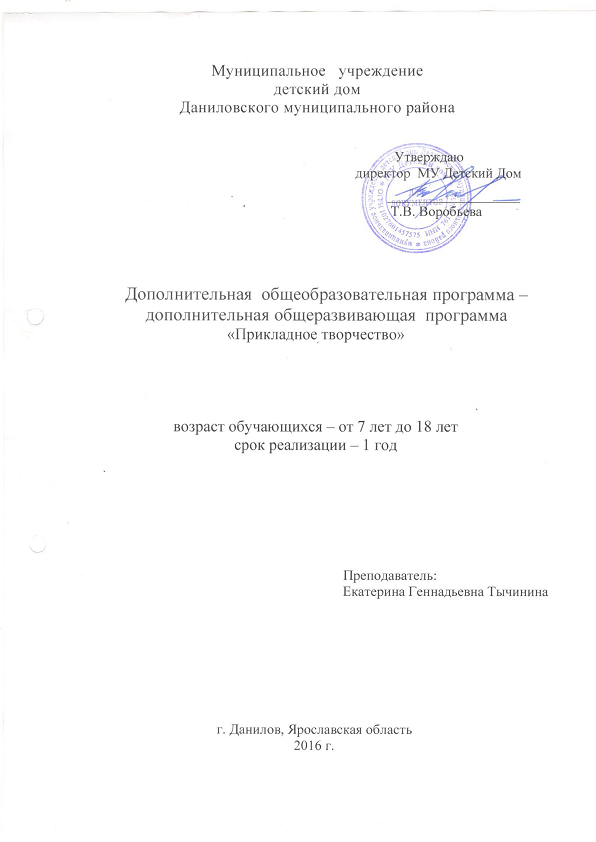 Муниципальное учреждение
детский дом
Даниловского муниципального района
Утверждаю
директор МУ Детский Дом
Т.В. Воробьева
Дополнительная общеобразовательная программа –
дополнительная общеразвивающая программа
«Прикладное творчество»
возраст обучающихся – от 7 лет до 18 лет
срок реализации – 1 год
Преподаватель:
Екатерина Геннадьевна Тычинина
г. Данилов, Ярославская область
2016 г.